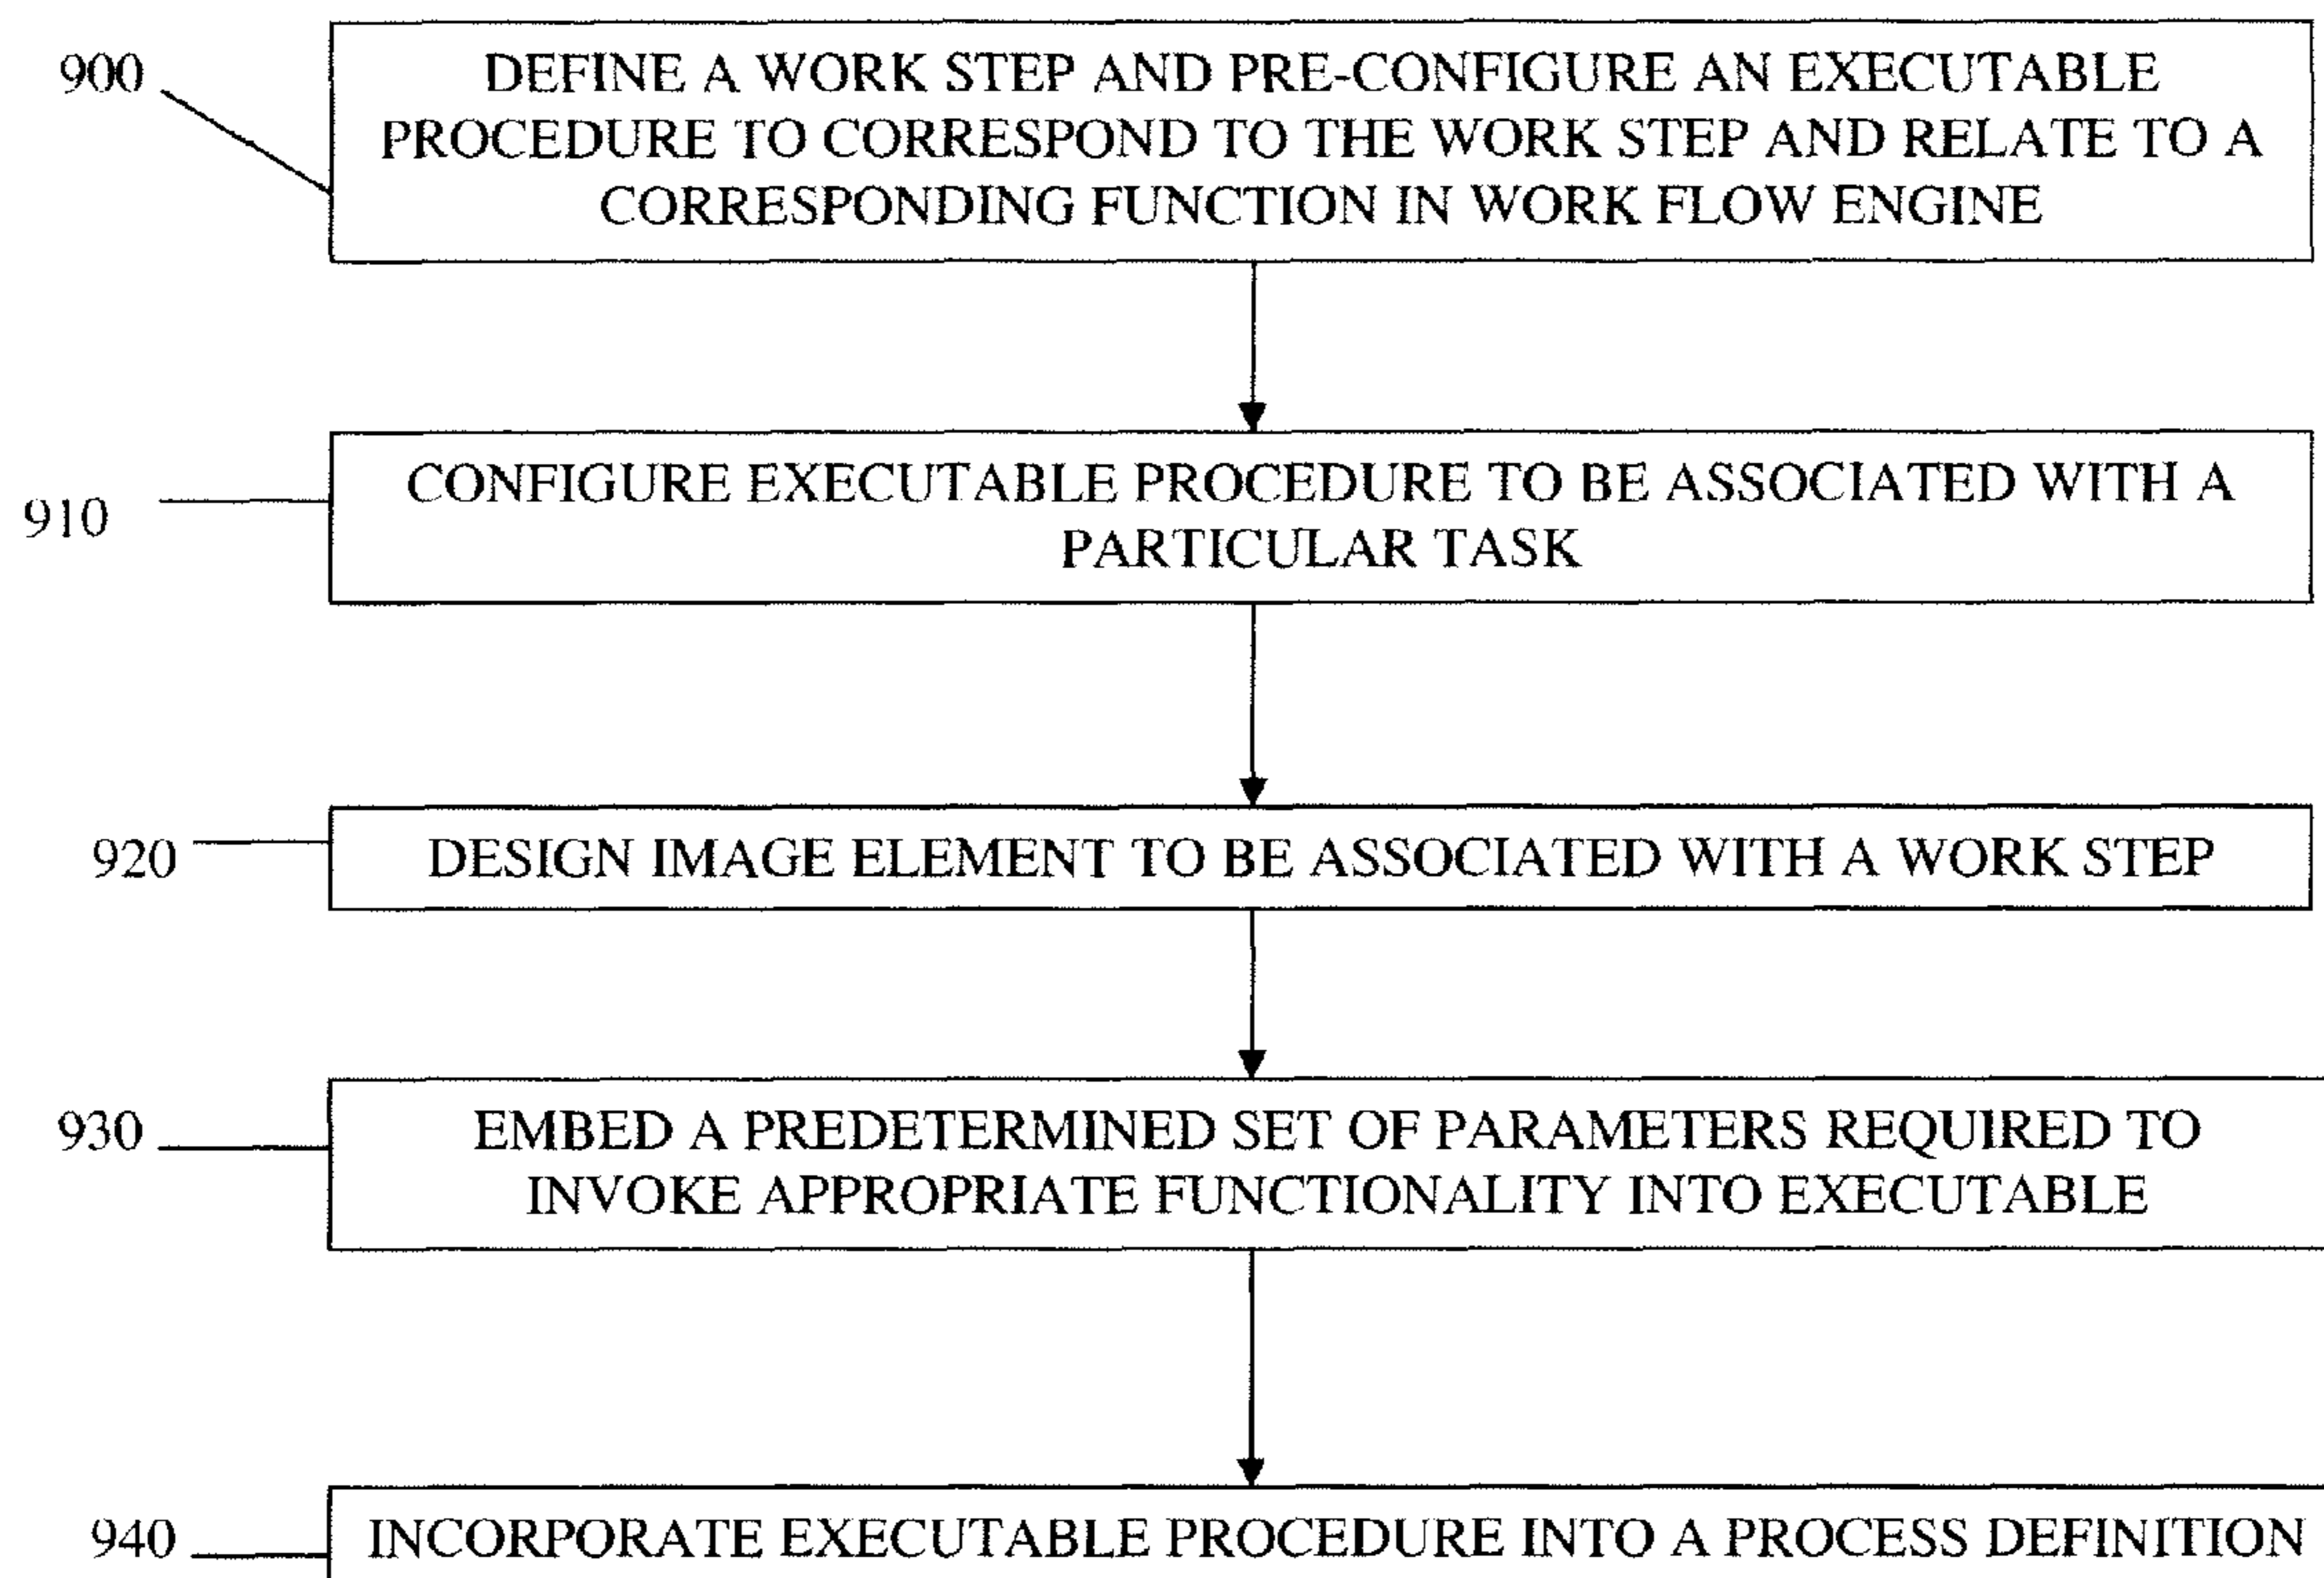 900
DEFINE A WORK STEP AND PRE-CONFIGURE AN EXECUTABLE
PROCEDURE TO CORRESPOND TO THE WORK STEP AND RELATE TO A
CORRESPONDING FUNCTION IN WORK FLOW ENGINE
910
CONFIGURE EXECUTABLE PROCEDURE TO BE ASSOCIATED WITH A
PARTICULAR TASK
920
DESIGN IMAGE ELEMENT TO BE ASSOCIATED WITH A WORK STEP
930
EMBED A PREDETERMINED SET OF PARAMETERS REQUIRED TO
INVOKE APPROPRIATE FUNCTIONALITY INTO EXECUTABLE
940
INCORPORATE EXECUTABLE PROCEDURE INTO A PROCESS DEFINITION